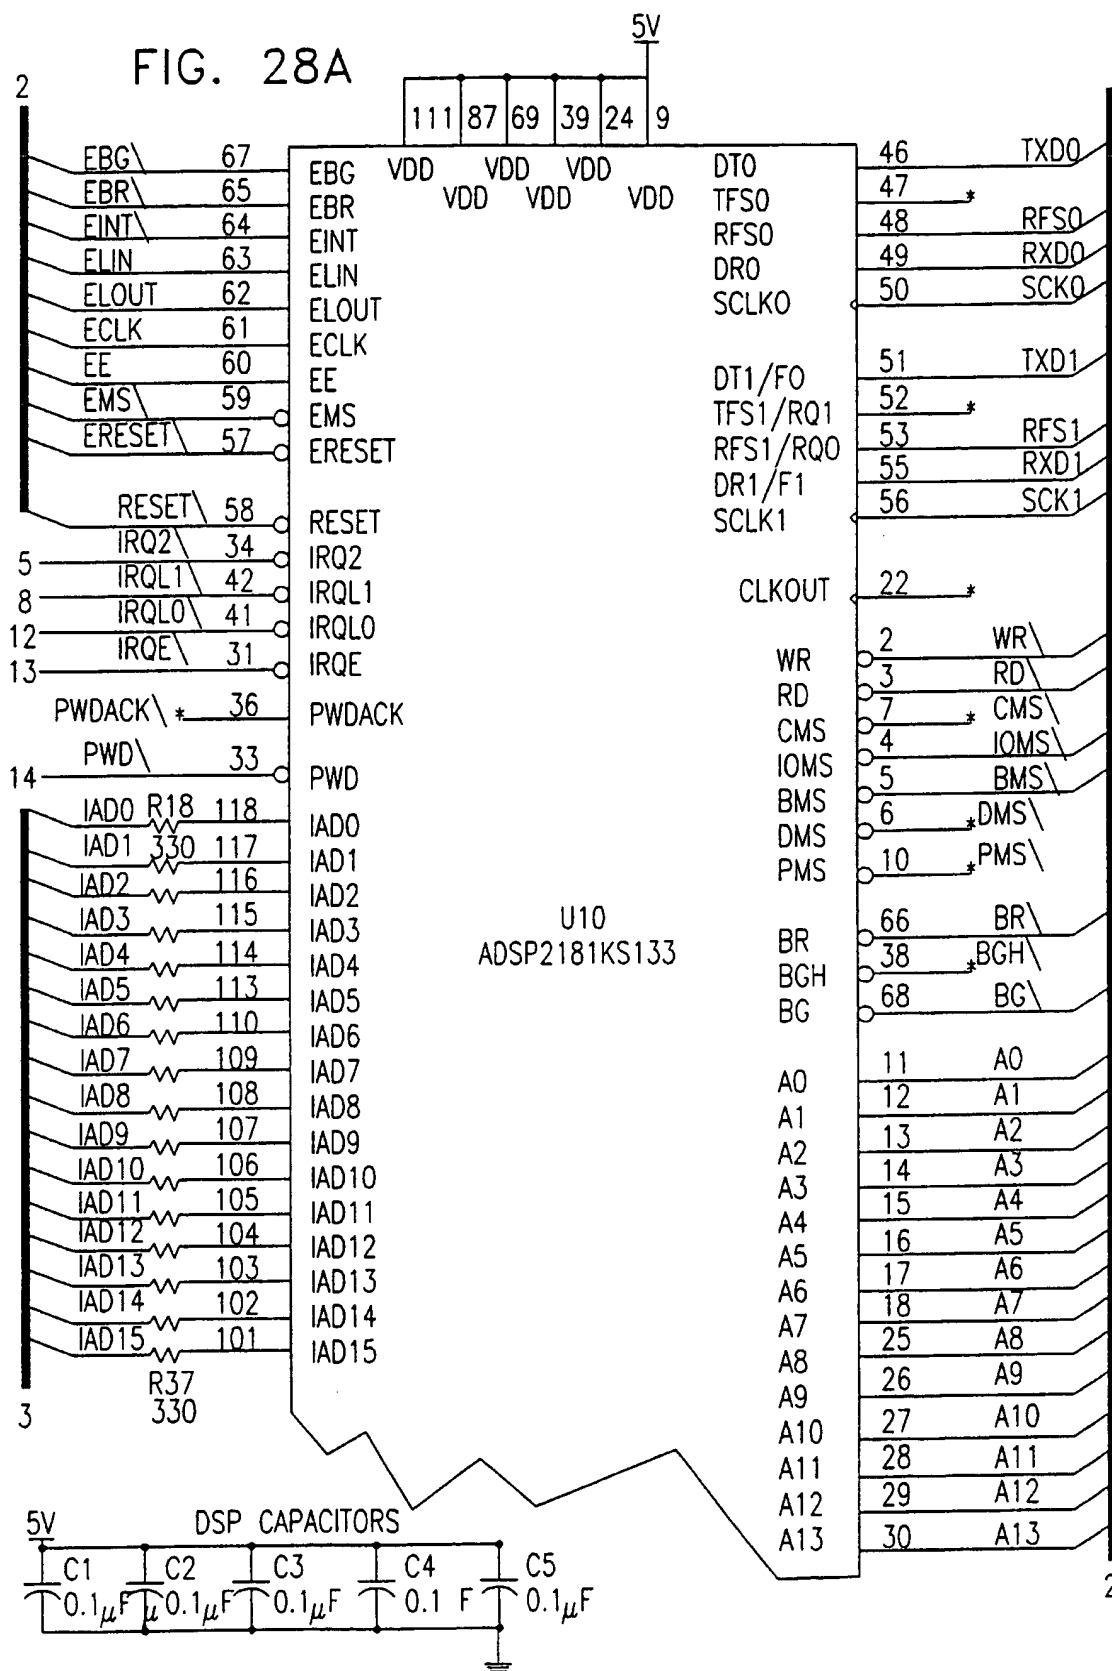 FIG. 28A
5V
2
111 87 69 39 24 9
VDD VDD VDD
VDD VDD VDD
EBG\ 67 EBG
EBR\ 65 EBR
EINT\ 64 EINT
ELIN 63 ELIN
ELOUT 62 ELOUT
ECLK 61 ECLK
EE 60 EE
EMS\ 59 EMS
ERESET\ 57 ERESET
RESET\ 58 RESET
5 IRQ2\ 34 IRQ2
8 IRQL1\ 42 IRQL1
12 IRQL0\ 41 IRQL0
13 IRQE\ 31 IRQE
PWDACK\ * 36 PWDACK
14 PWD\ 33 PWD
IAD0 R18 118 IAD0
IAD1 330 117 IAD1
IAD2 116 IAD2
IAD3 115 IAD3
IAD4 114 IAD4
IAD5 113 IAD5
IAD6 110 IAD6
IAD7 109 IAD7
IAD8 108 IAD8
IAD9 107 IAD9
IAD10 106 IAD10
IAD11 105 IAD11
IAD12 104 IAD12
IAD13 103 IAD13
IAD14 102 IAD14
IAD15 101 IAD15
R37
330
3
U10
ADSP2181KS133
DT0 46 TXD0
TFS0 47 *
RFS0 48 RFS0
DR0 49 RXD0
SCLK0 50 SCK0
DT1/F0 51 TXD1
TFS1/RQ1 52 *
RFS1/RQ0 53 RFS1
DR1/F1 55 RXD1
SCLK1 56 SCK1
CLKOUT 22 *
WR 2 WR\
RD 3 RD\
CMS 7 * CMS\
IOMS 4 IOMS\
BMS 5 BMS\
DMS 6 * DMS\
PMS 10 * PMS\
BR 66 BR\
BGH 38 * BGH\
BG 68 BG\
A0 11 A0
A1 12 A1
A2 13 A2
A3 14 A3
A4 15 A4
A5 16 A5
A6 17 A6
A7 18 A7
A8 25 A8
A9 26 A9
A10 27 A10
A11 28 A11
A12 29 A12
A13 30 A13
2
5V DSP CAPACITORS
C1 C2 C3 C4 C5
0.1μF μ 0.1μF 0.1μF 0.1 F 0.1μF